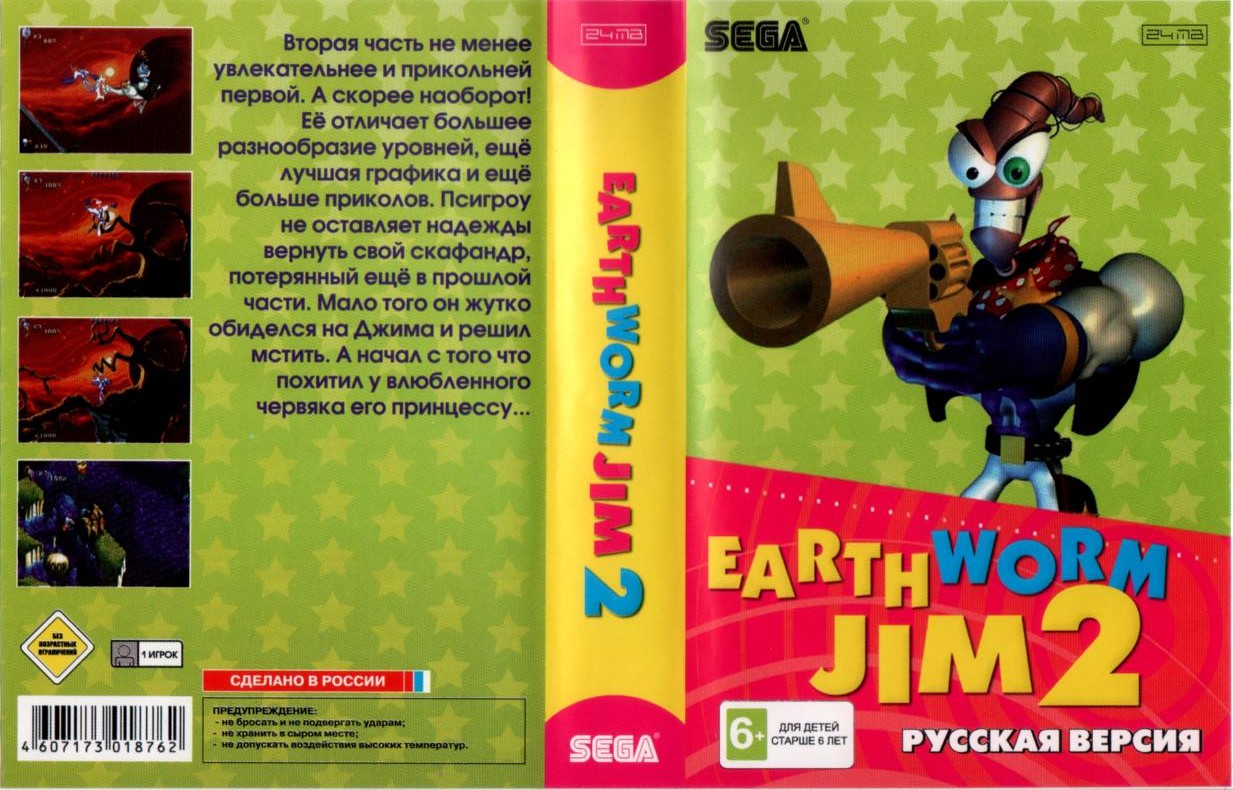 Вторая часть не менее
увлекательнее и прикольней
первой. А скорее наоборот!
Её отличает большее
разнообразие уровней, ещё
лучшая графика и ещё
больше приколов. Псигроу
не оставляет надежды
вернуть свой скафандр,
потерянный ещё в прошлой
части. Мало того он жутко
обиделся на Джима и решил
мстить. А начал с того что
похитил у влюбленного
червяка его принцессу...
БЕЗ
ВОЗРАСТНЫХ
ОГРАНИЧЕНИЙ
1 ИГРОК
СДЕЛАНО В РОССИИ
4 607173 018762
ПРЕДУПРЕЖДЕНИЕ:
- не бросать и не подвергать ударам;
- не хранить в сыром месте;
- не допускать воздействия высоких температур.
24MB
EARTHWORM JIM 2
SEGA®
SEGA®
24MB
EARTHWORM
JIM 2
6+
ДЛЯ ДЕТЕЙ
СТАРШЕ 6 ЛЕТ
РУССКАЯ ВЕРСИЯ